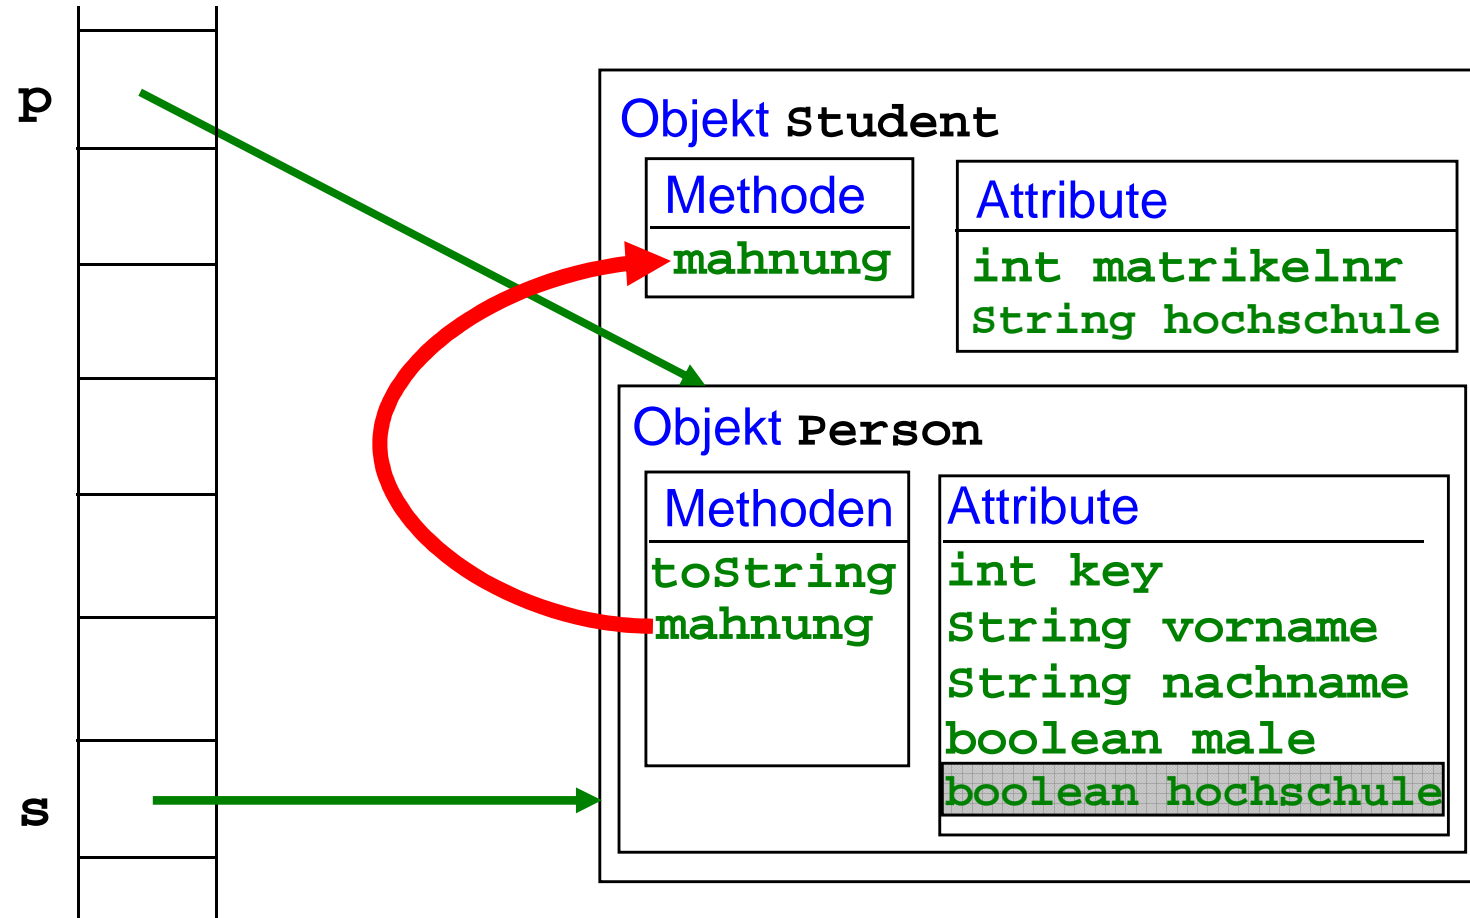 p
Objekt Student
Methode
mahnung
Attribute
int matrikelnr
String hochschule
Objekt Person
Methoden
toString
mahnung
Attribute
int key
String vorname
String nachname
boolean male
boolean hochschule
s